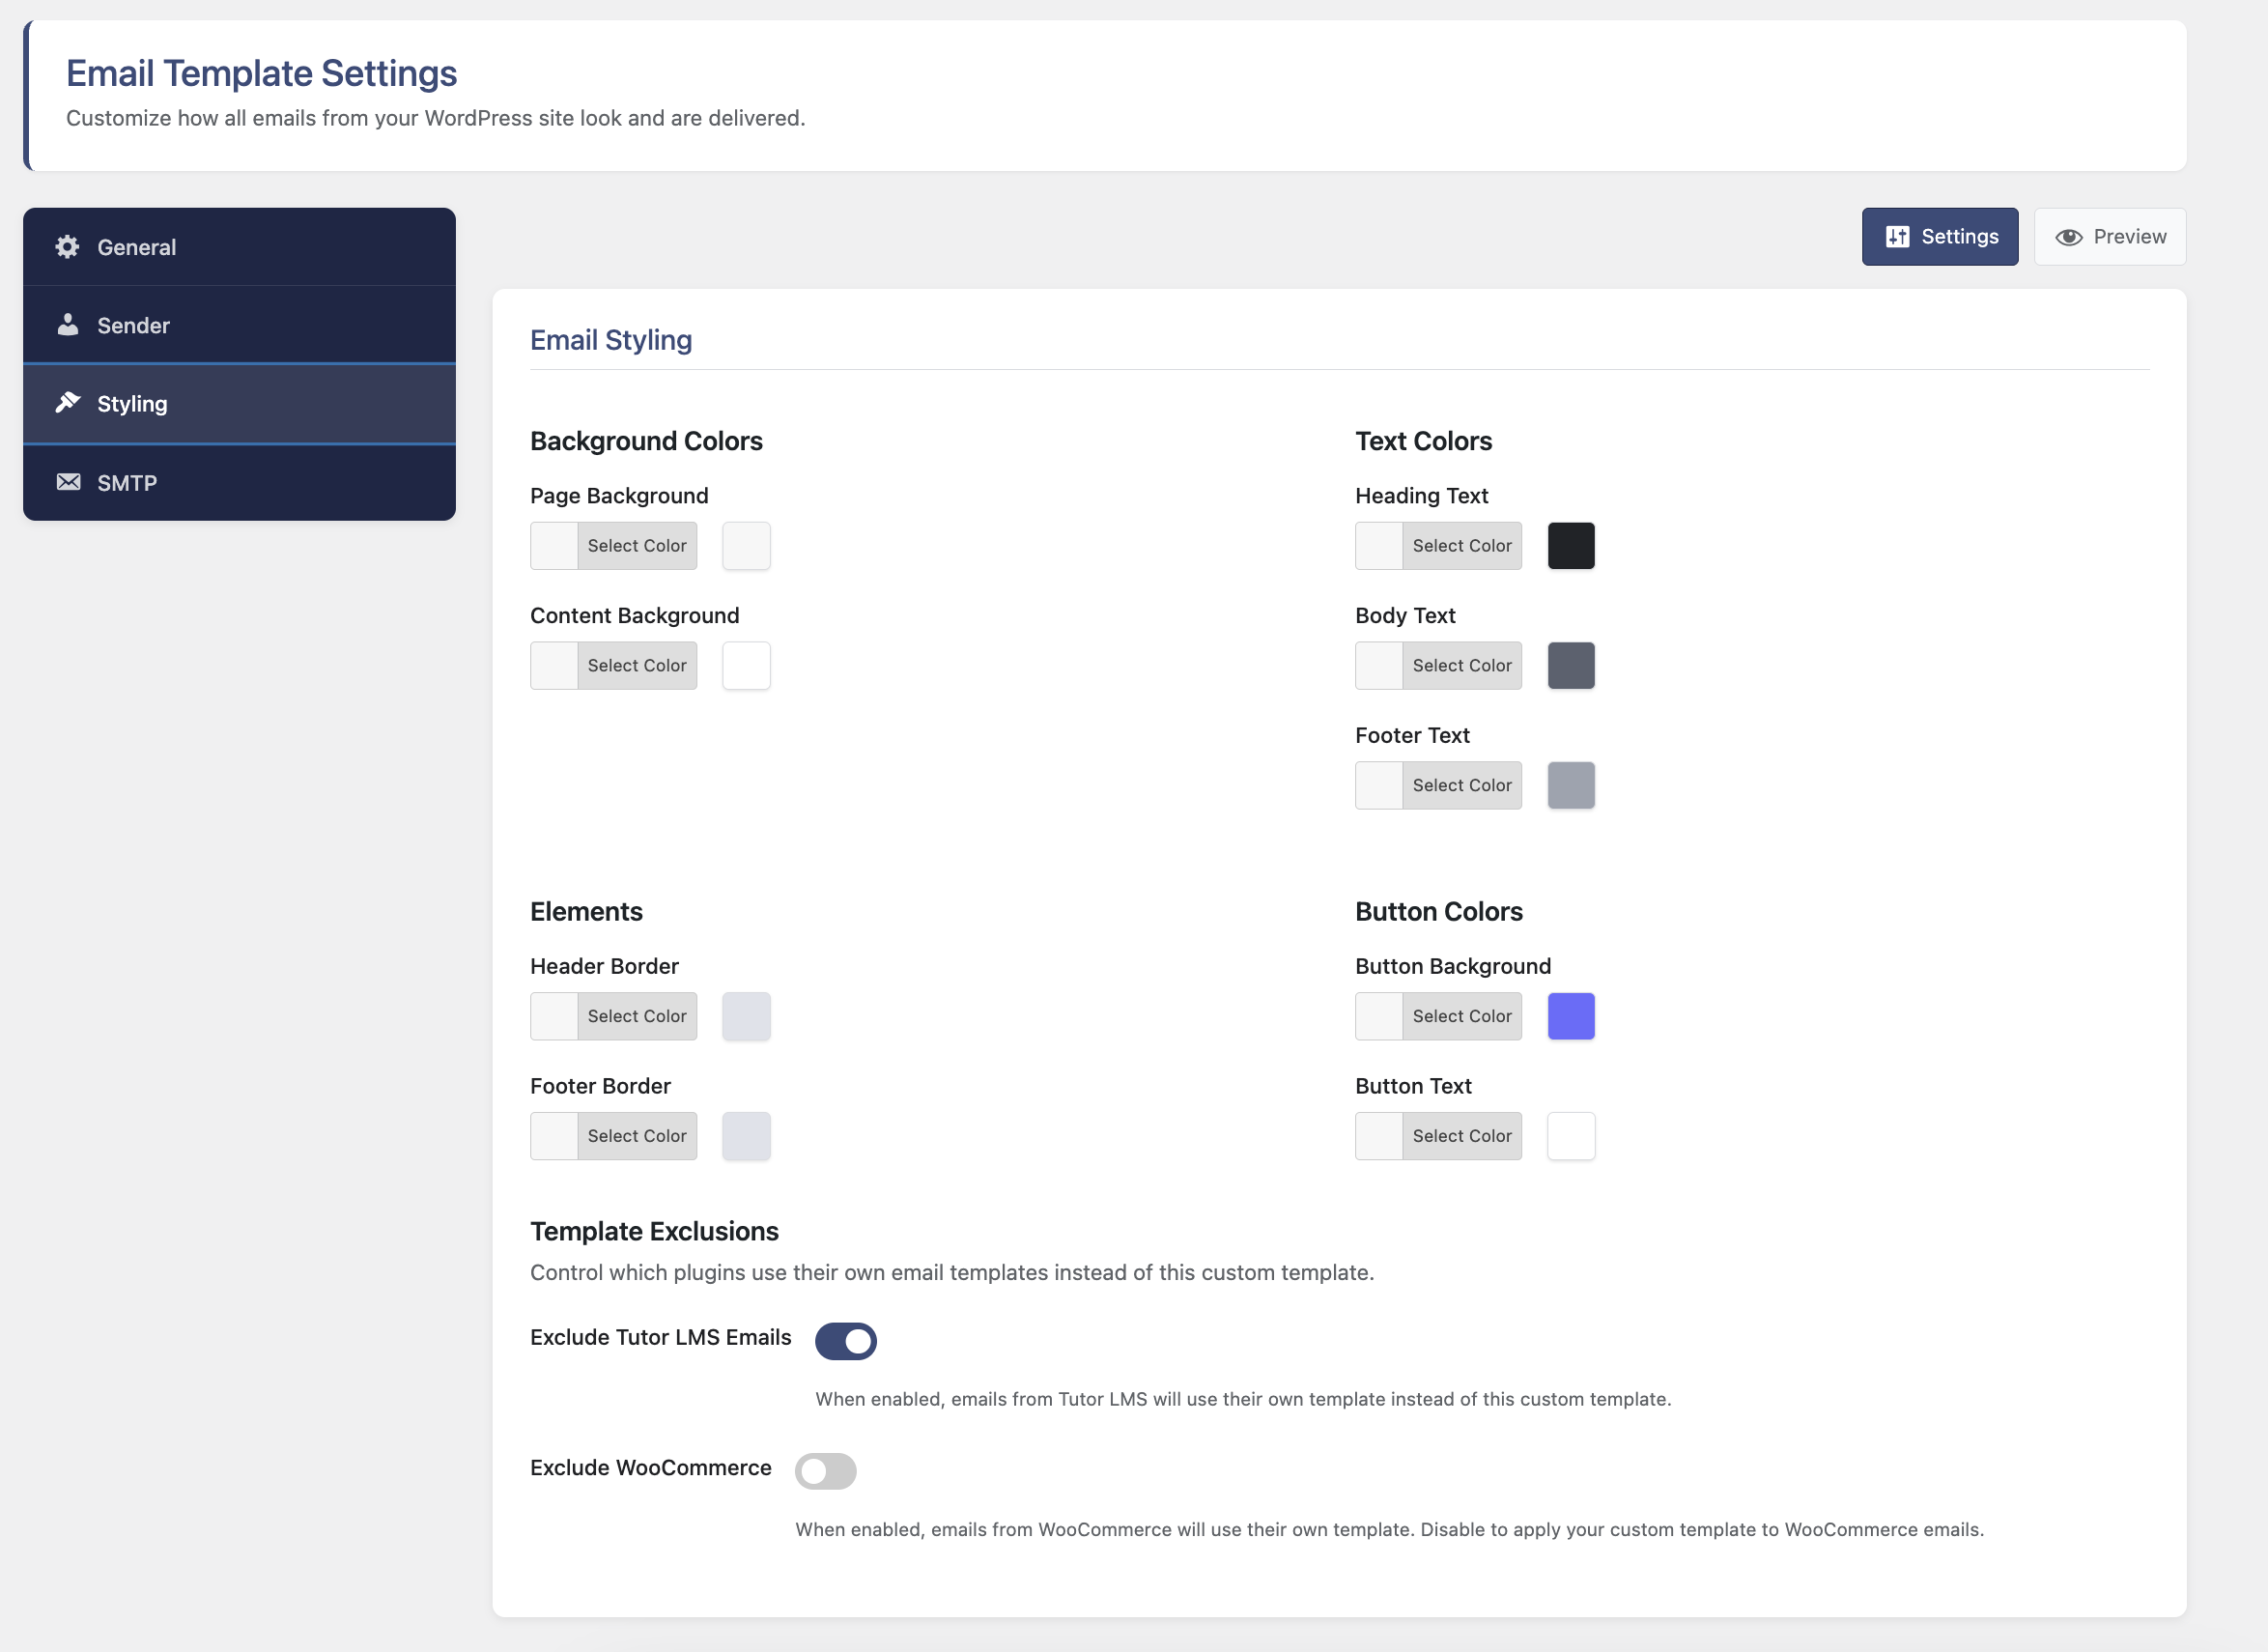 Email Template Settings
Customize how all emails from your WordPress site look and are delivered.
General
Sender
Styling
SMTP
Settings
Preview
Email Styling
Background Colors
Page Background
Select Color
Content Background
Select Color
Text Colors
Heading Text
Select Color
Body Text
Select Color
Footer Text
Select Color
Elements
Header Border
Select Color
Footer Border
Select Color
Button Colors
Button Background
Select Color
Button Text
Select Color
Template Exclusions
Control which plugins use their own email templates instead of this custom template.
Exclude Tutor LMS Emails
When enabled, emails from Tutor LMS will use their own template instead of this custom template.
Exclude WooCommerce
When enabled, emails from WooCommerce will use their own template. Disable to apply your custom template to WooCommerce emails.